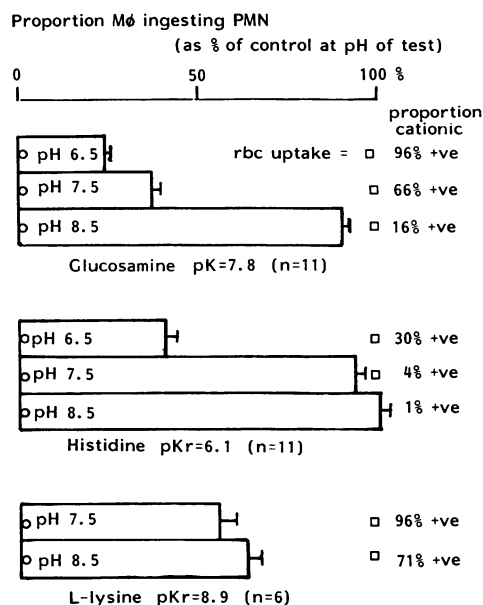 Proportion Mø ingesting PMN
(as % of control at pH of test)
0 50 100 %
proportion
cationic
pH 6.5 rbc uptake = 96% +ve
pH 7.5 66% +ve
pH 8.5 16% +ve
Glucosamine pK=7.8 (n=11)
pH 6.5 30% +ve
pH 7.5 4% +ve
pH 8.5 1% +ve
Histidine pKr=6.1 (n=11)
pH 7.5 96% +ve
pH 8.5 71% +ve
L-lysine pKr=8.9 (n=6)